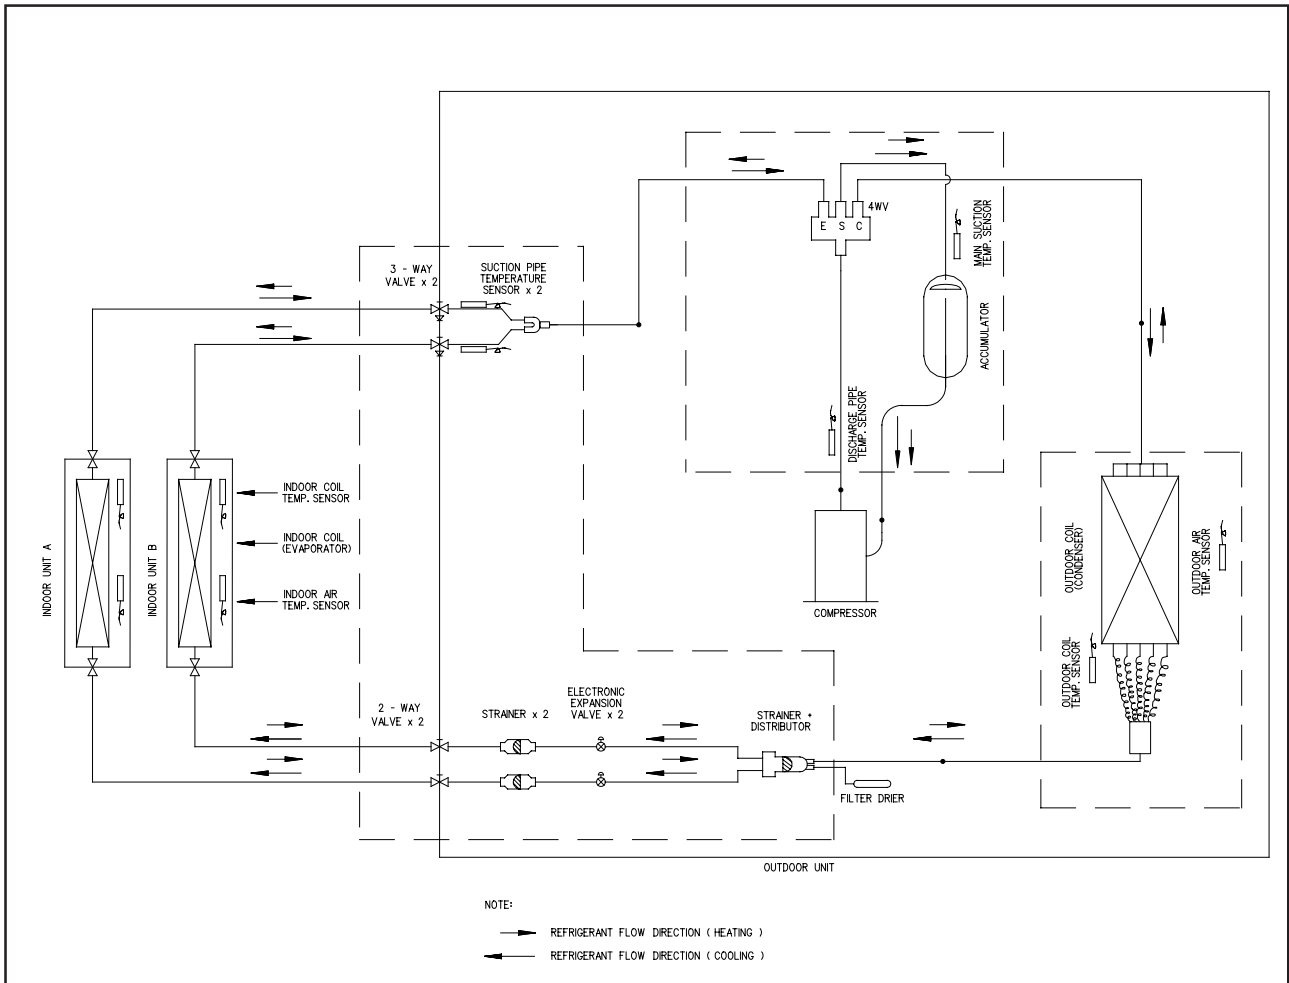 4WV
E S C
MAIN SUCTION
TEMP. SENSOR
3 - WAY
VALVE x 2
SUCTION PIPE
TEMPERATURE
SENSOR x 2
ACCUMULATOR
DISCHARGE PIPE
TEMP. SENSOR
INDOOR UNIT A
INDOOR UNIT B
INDOOR COIL
TEMP. SENSOR
INDOOR COIL
(EVAPORATOR)
INDOOR AIR
TEMP. SENSOR
COMPRESSOR
OUTDOOR COIL
(CONDENSER)
OUTDOOR AIR
TEMP. SENSOR
OUTDOOR COIL
TEMP. SENSOR
2 - WAY
VALVE x 2
STRAINER x 2
ELECTRONIC
EXPANSION
VALVE x 2
STRAINER +
DISTRIBUTOR
FILTER DRIER
OUTDOOR UNIT
NOTE:
REFRIGERANT FLOW DIRECTION ( HEATING )
REFRIGERANT FLOW DIRECTION ( COOLING )